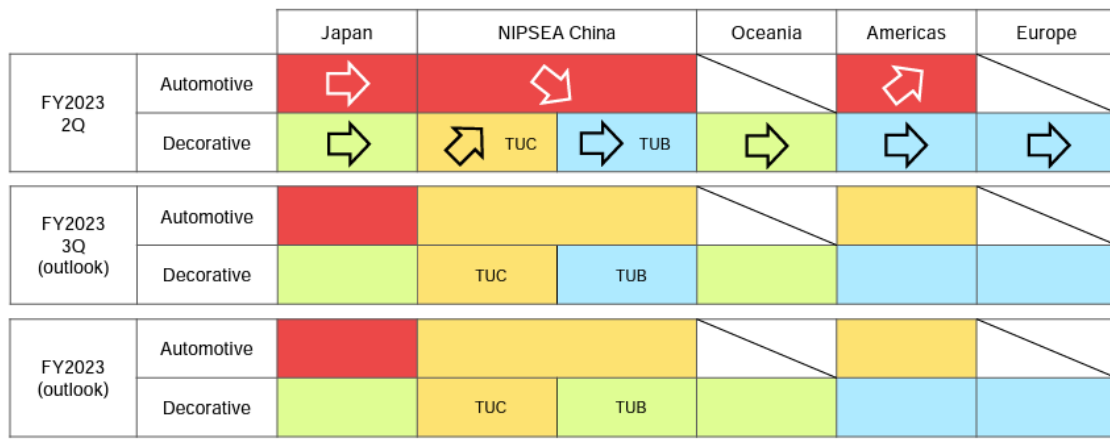 Japan NIPSEA China Oceania Americas Europe
FY2023
2Q
Automotive
Decorative TUC TUB
FY2023
3Q
(outlook)
Automotive
Decorative TUC TUB
FY2023
(outlook)
Automotive
Decorative TUC TUB